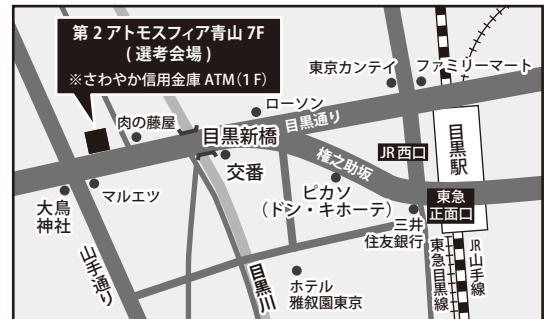 第2アトモスフィア青山 7F
(選考会場)
※さわやか信用金庫 ATM(1F)
東京カンテイ
ファミリーマート
ローソン
肉の藤屋
目黒通り
目黒新橋
目黒駅
JR西口
権之助坂
交番
マルエツ
ピカソ
(ドン・キホーテ)
東急
正面口
大鳥
神社
三井
住友銀行
山手通り
目黒川
ホテル
雅叙園東京
東急目黒線
JR山手線